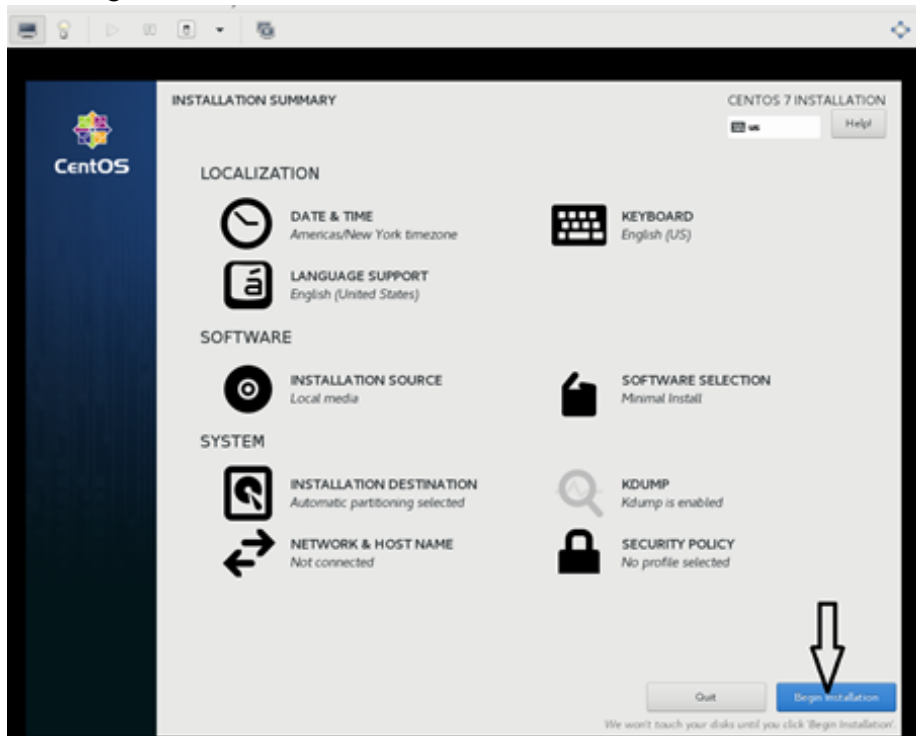 INSTALLATION SUMMARY
CENTOS 7 INSTALLATION
us
Help!
CentOS
LOCALIZATION
DATE & TIME
Americas/New York timezone
KEYBOARD
English (US)
LANGUAGE SUPPORT
English (United States)
SOFTWARE
INSTALLATION SOURCE
Local media
SOFTWARE SELECTION
Minimal Install
SYSTEM
INSTALLATION DESTINATION
Automatic partitioning selected
KDUMP
Kdump is enabled
NETWORK & HOST NAME
Not connected
SECURITY POLICY
No profile selected
Quit
Begin Installation
We won't touch your disks until you click 'Begin Installation'.